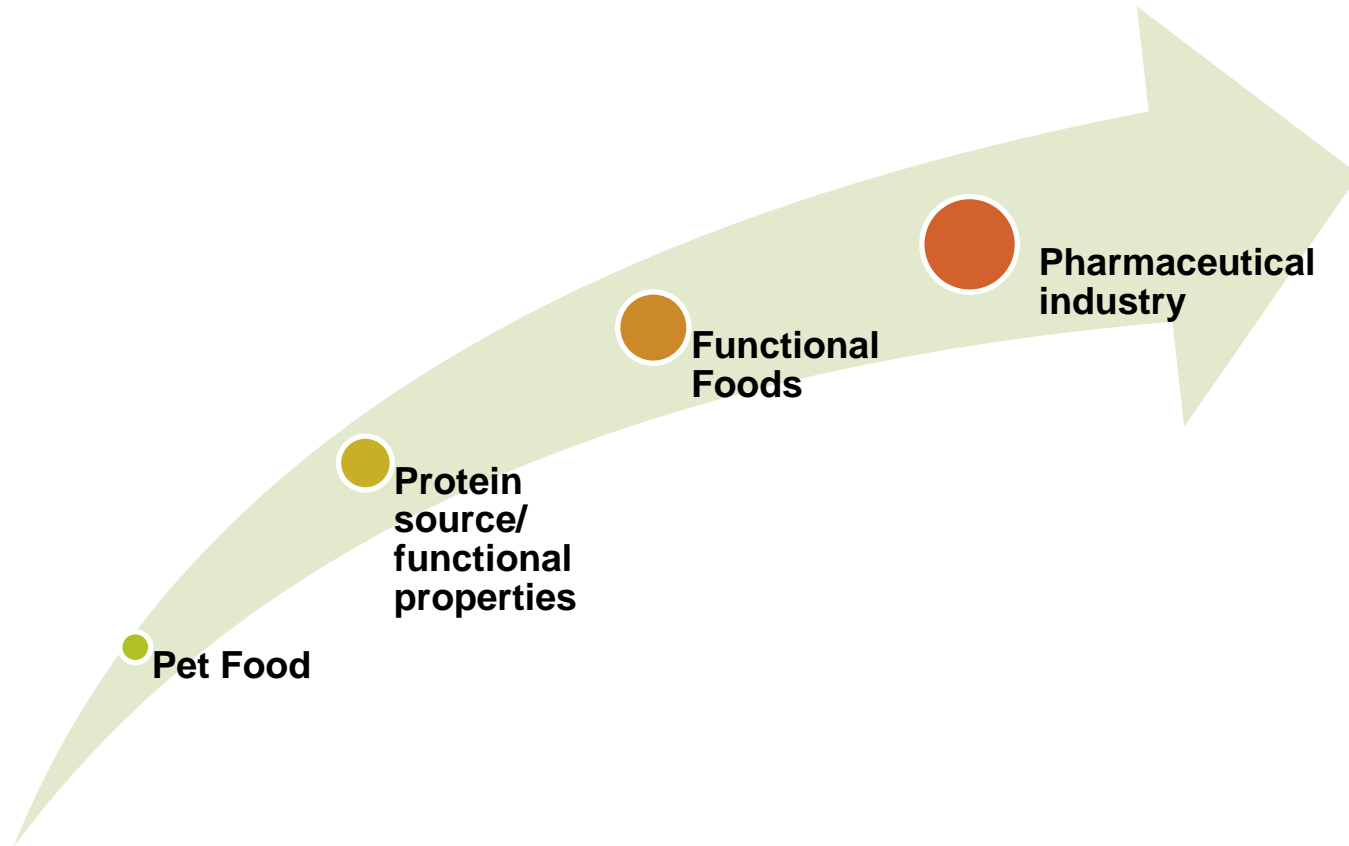 Pharmaceutical
industry
Functional
Foods
Protein
source/
functional
properties
Pet Food